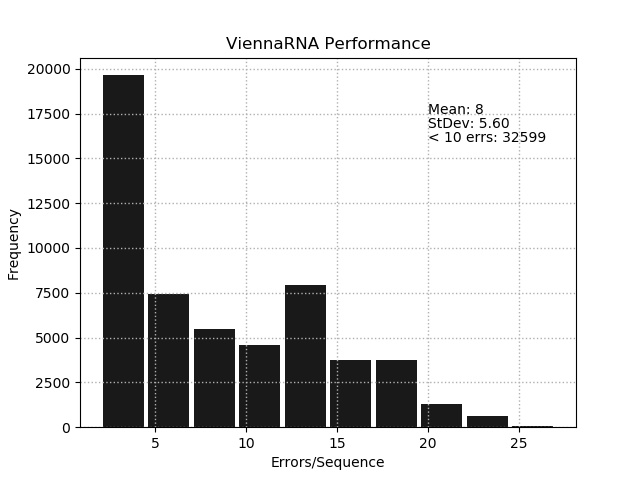 ViennaRNA Performance
20000
17500
15000
12500
10000
7500
5000
2500
0
Frequency
Mean: 8
StDev: 5.60
< 10 errs: 32599
5 10 15 20 25
Errors/Sequence